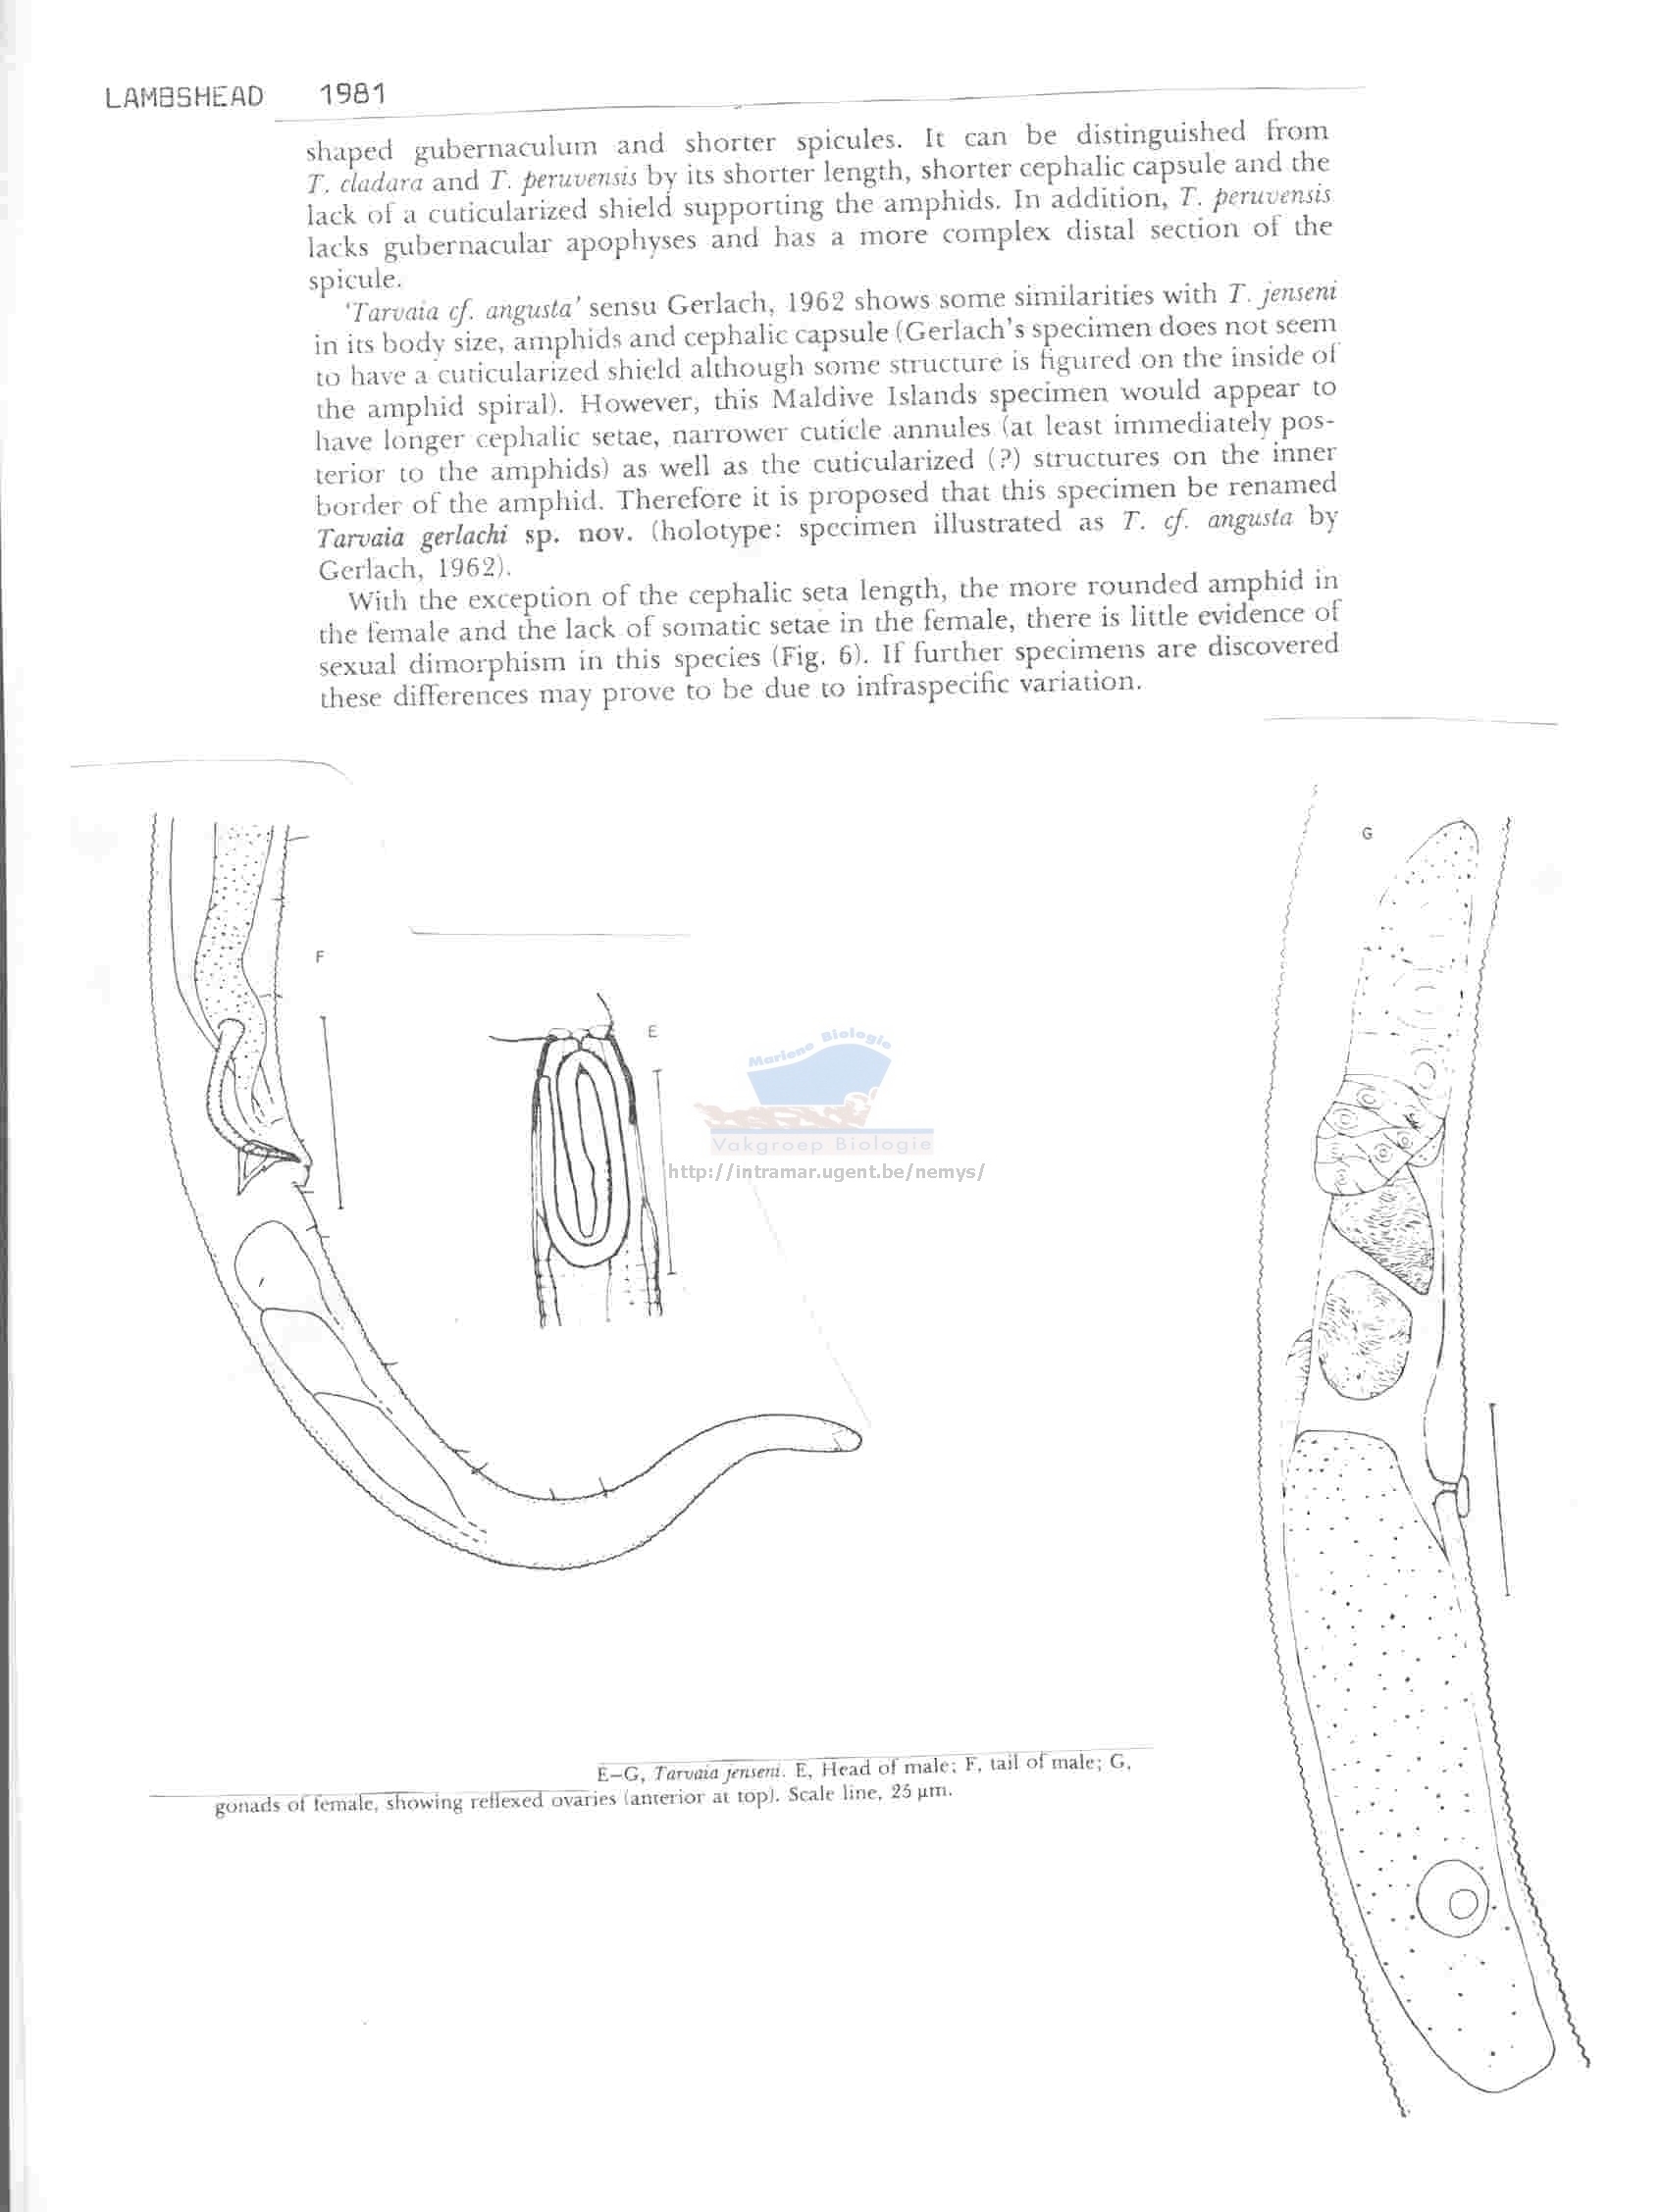 LAMBSHEAD 1981
shaped gubernaculum and shorter spicules. It can be distinguished from
T. cladara and T. peruvensis by its shorter length, shorter cephalic capsule and the
lack of a cuticularized shield supporting the amphids. In addition, T. peruvensis
lacks gubernacular apophyses and has a more complex distal section of the
spicule.
'Tarvaia cf. angusta' sensu Gerlach, 1962 shows some similarities with T. jenseni
in its body size, amphids and cephalic capsule (Gerlach's specimen does not seem
to have a cuticularized shield although some structure is figured on the inside of
the amphid spiral). However, this Maldive Islands specimen would appear to
have longer cephalic setae, narrower cuticle annules (at least immediately pos-
terior to the amphids) as well as the cuticularized (?) structures on the inner
border of the amphid. Therefore it is proposed that this specimen be renamed
Tarvaia gerlachi sp. nov. (holotype: specimen illustrated as T. cf. angusta by
Gerlach, 1962).
With the exception of the cephalic seta length, the more rounded amphid in
the female and the lack of somatic setae in the female, there is little evidence of
sexual dimorphism in this species (Fig. 6). If further specimens are discovered
these differences may prove to be due to infraspecific variation.
G
F
E
Mariene Biologie
Vakgroep Biologie
http://intramar.ugent.be/nemys/
E–G, Tarvaia jenseni. E, Head of male; F, tail of male; G,
gonads of female, showing reflexed ovaries (anterior at top). Scale line, 25 µm.